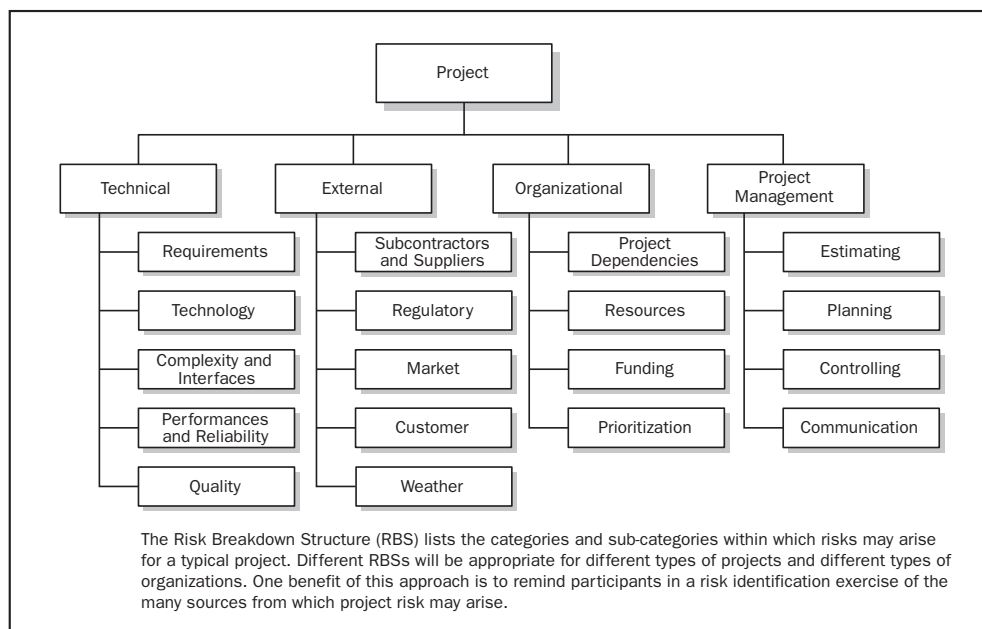 Project
Technical
External
Organizational
Project
Management
Requirements
Subcontractors
and Suppliers
Project
Dependencies
Estimating
Technology
Regulatory
Resources
Planning
Complexity and
Interfaces
Market
Funding
Controlling
Performances
and Reliability
Customer
Prioritization
Communication
Quality
Weather
The Risk Breakdown Structure (RBS) lists the categories and sub-categories within which risks may arise
for a typical project. Different RBSs will be appropriate for different types of projects and different types of
organizations. One benefit of this approach is to remind participants in a risk identification exercise of the
many sources from which project risk may arise.